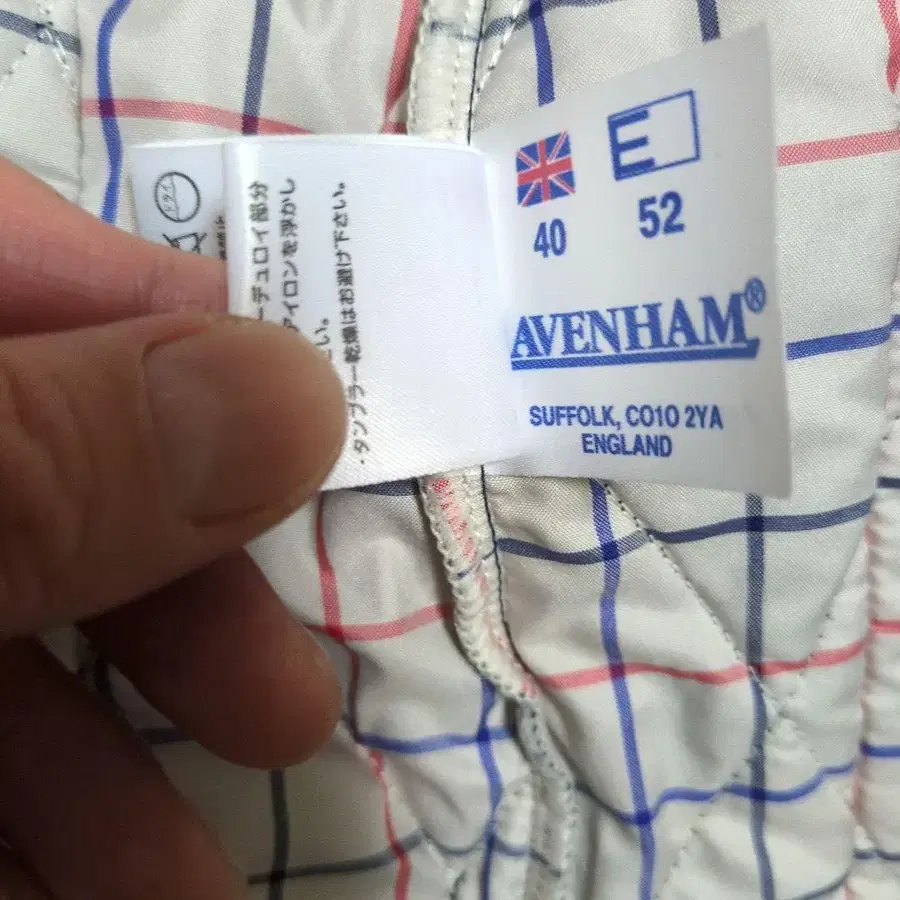 ーデュロイ部分
アイロンを浮かし
い。
・タンブラー乾燥はお避け下さい。
E
40
52
AVENHAM®
SUFFOLK, CO10 2YA
ENGLAND